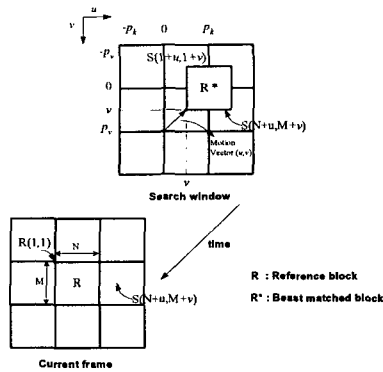 u
v
-pk 0 pk
-pv
S(1+u,1+v)
R*
0
v
pv
S(N+u,M+v)
Motion
Vector (u,v)
v
Search window
time
R(1,1)
N
M
R
S(N+u,M+v)
R : Reference block
R* : Beast matched block
Current frame